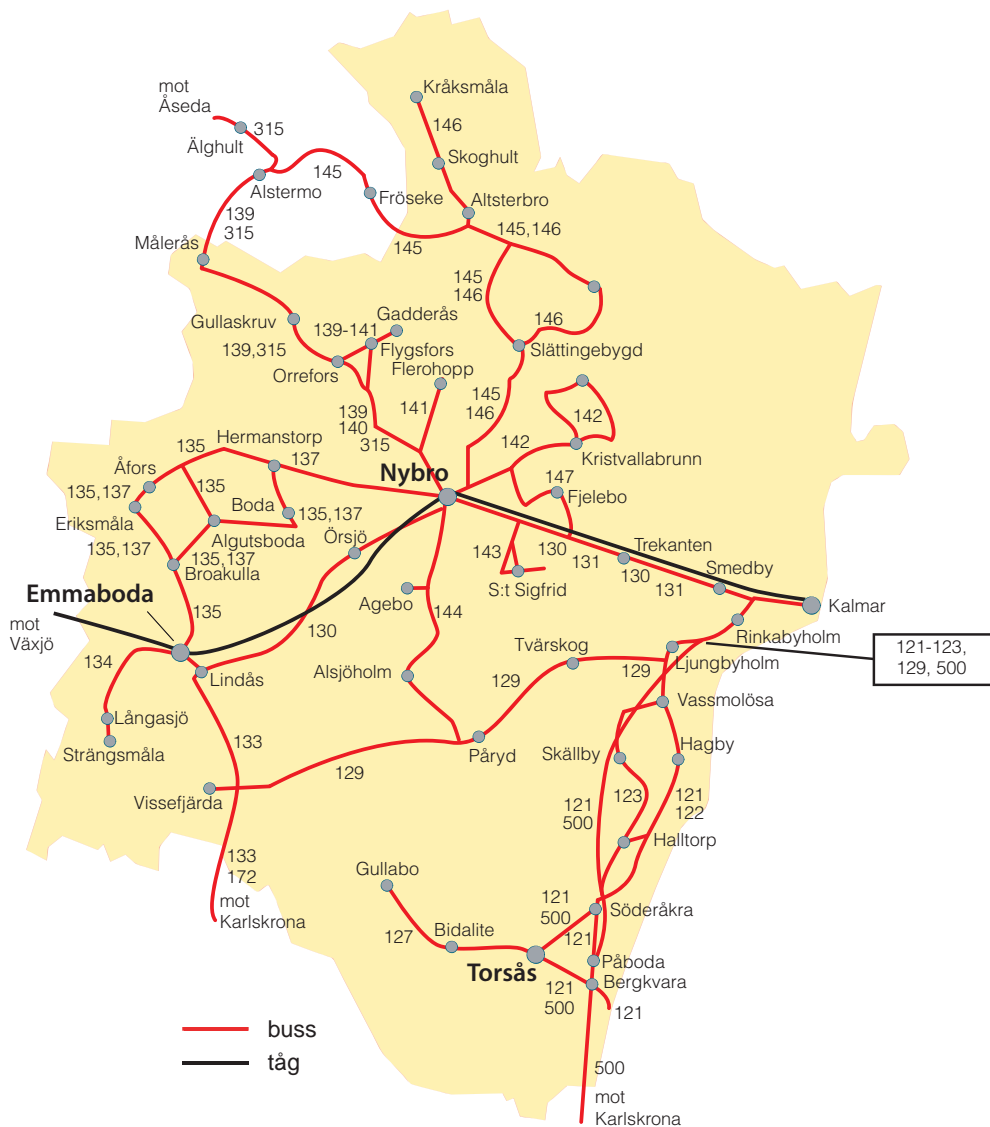 Kråksmåla
mot
Åseda
315
146
Älghult
Skoghult
145
Alstermo
Fröseke
Altsterbro
139
315
145,146
Målerås
145
145
146
Gullaskruv
Gadderås
139-141
146
139,315
Flygsfors
Slättingebygd
Orrefors
Flerohopp
145
146
141
139
140
315
142
Hermanstorp
135
137
142
Kristvallabrunn
Åfors
Nybro
147
135,137
135
Boda
Fjelebo
Eriksmåla
135,137
Algutsboda
Örsjö
135,137
135,137
130
131
Trekanten
143
Broakulla
130
131
Smedby
Emmaboda
S:t Sigfrid
Agebo
Kalmar
135
144
mot
Växjö
130
Rinkabyholm
121-123,
129, 500
Tvärskog
134
Ljungbyholm
Lindås
Alsjöholm
129
129
Vassmolösa
Långasjö
133
Strängsmåla
Påryd
Skällby
Hagby
129
Vissefjärda
123
121
122
121
500
Halltorp
133
172
Gullabo
mot
Karlskrona
121
500
Söderåkra
127
Bidalite
121
Påboda
Torsås
Bergkvara
121
500
121
buss
tåg
500
mot
Karlskrona